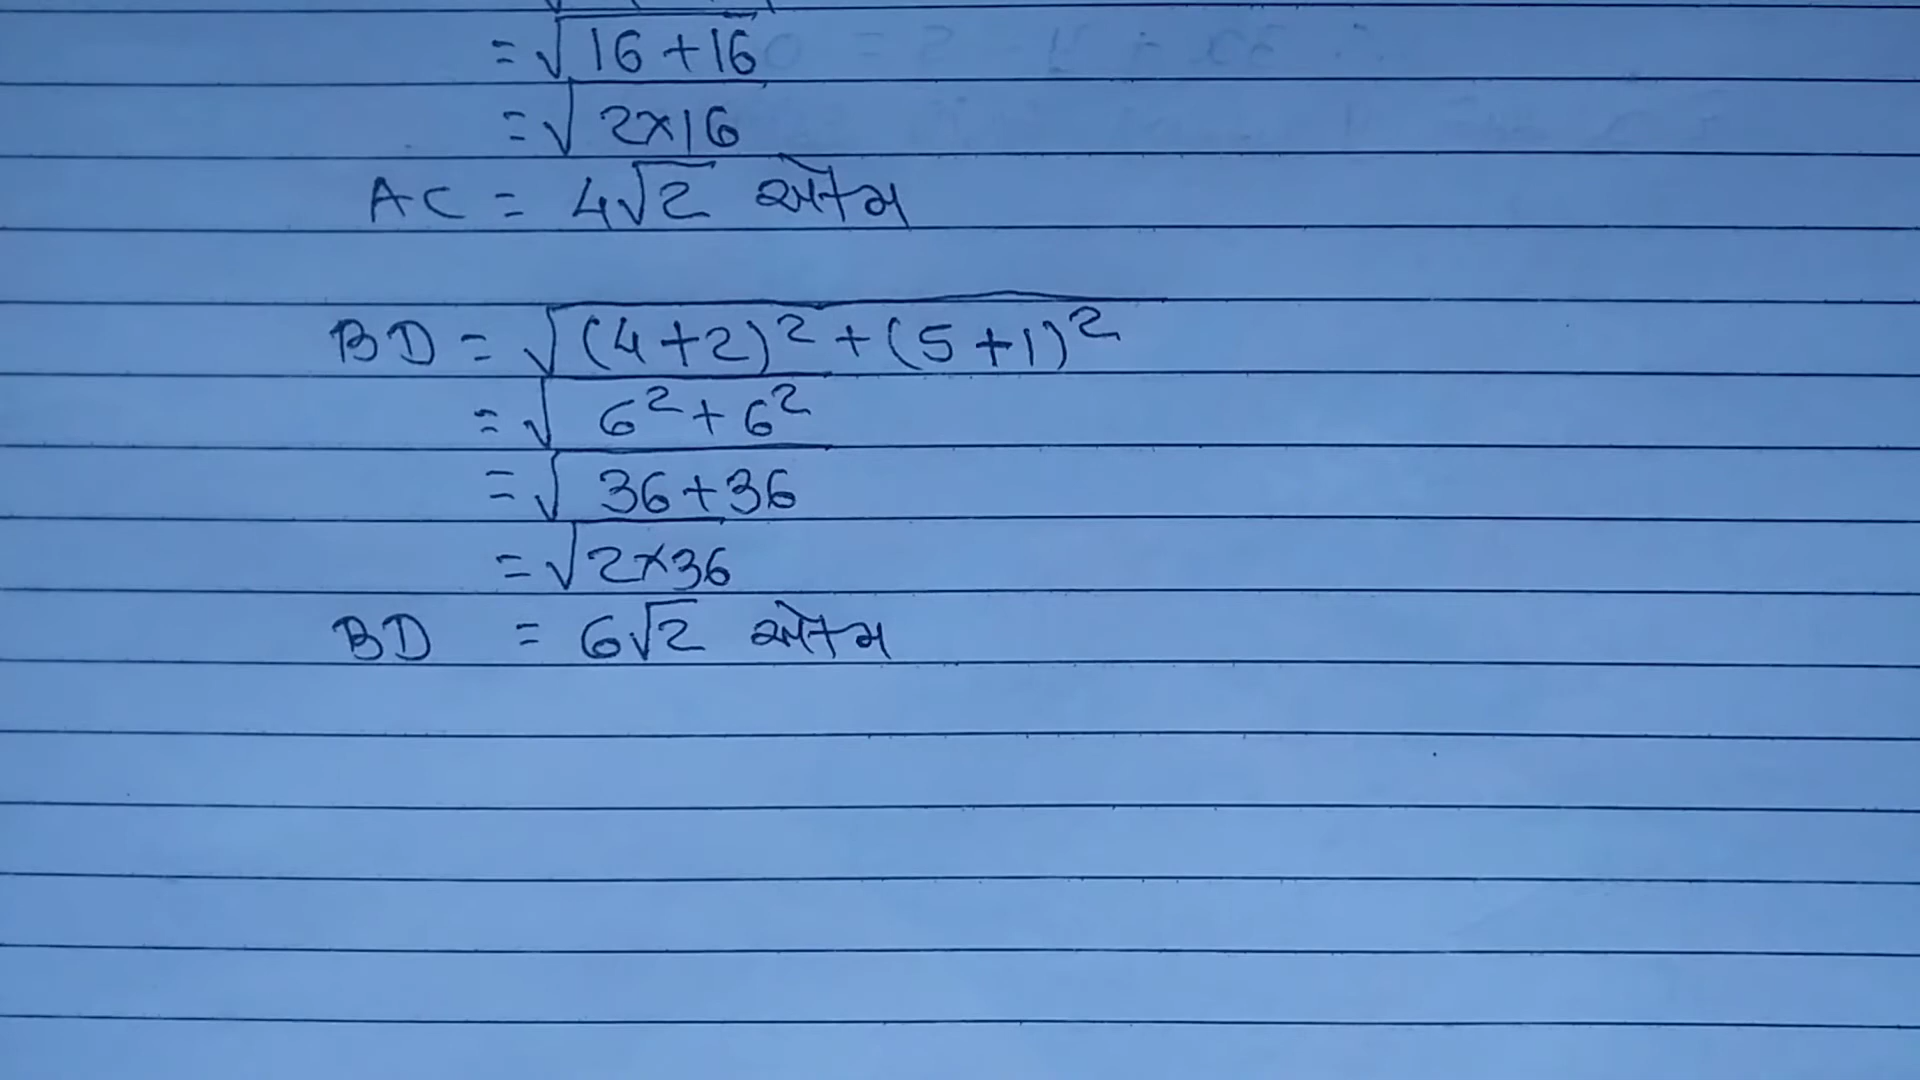 = √16+16
= √2×16
AC = 4√2 એકમ
BD = √(4+2)² + (5+1)²
= √6² + 6²
= √36+36
= √2×36
BD = 6√2 એકમ